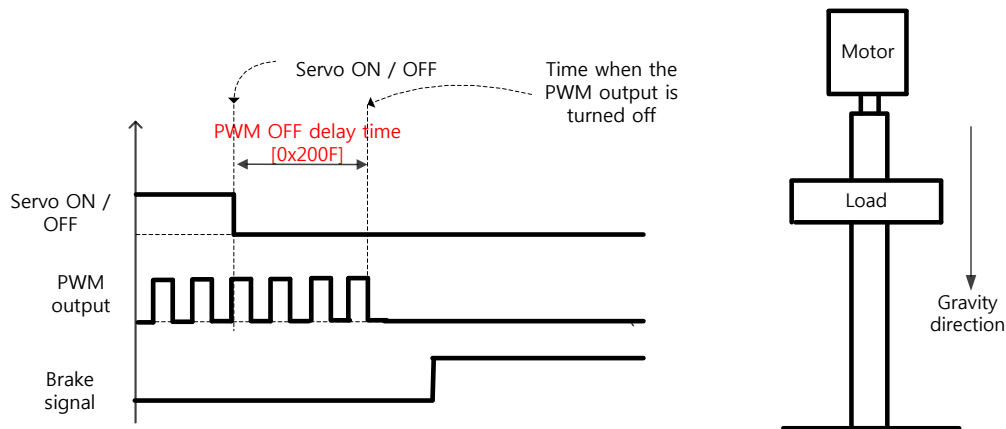 Servo ON / OFF
Time when the
PWM output is
turned off
PWM OFF delay time
[0x200F]
Servo ON /
OFF
PWM
output
Brake
signal
Motor
Load
Gravity
direction